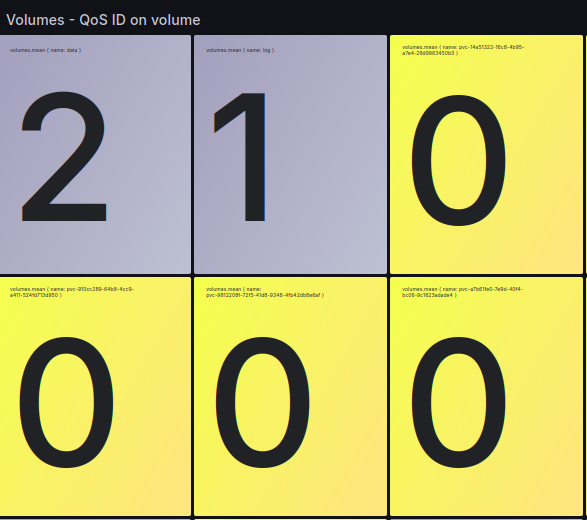 Volumes - QoS ID on volume
volumes.mean { name: data }
2
volumes.mean { name: log }
1
volumes.mean { name: pvc-14a51322-16c8-4b95-
a7e4-28d9963450b3 }
0
volumes.mean { name: pvc-910cc289-64b8-4cc9-
a411-524fd713d950 }
0
volumes.mean { name:
pvc-9812208f-72f5-41d8-9348-4fb42db8e6af }
0
volumes.mean { name: pvc-a7b61fe0-7e9d-40f4-
bc06-9c1623adade4 }
0